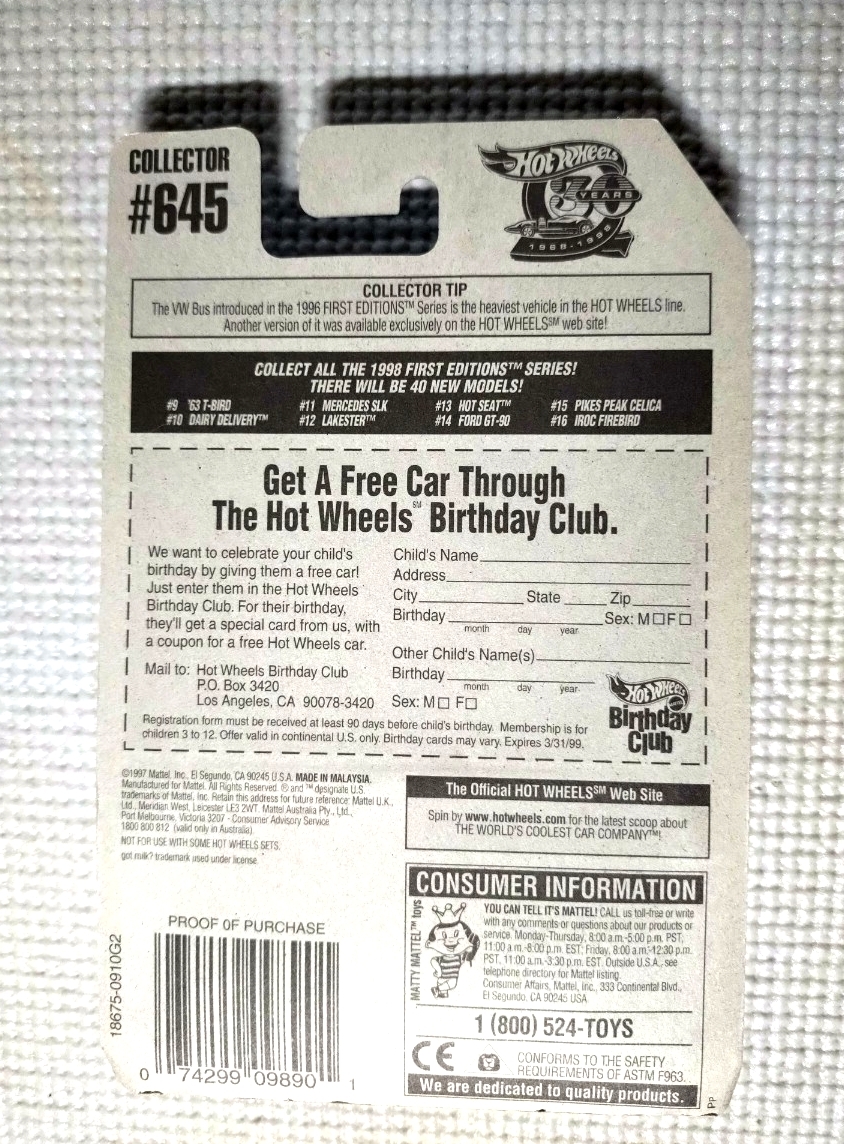 COLLECTOR
#645
HOT WHEELS
30
YEARS
1968-1998
COLLECTOR TIP
The VW Bus introduced in the 1996 FIRST EDITIONS™ Series is the heaviest vehicle in the HOT WHEELS line.
Another version of it was available exclusively on the HOT WHEELS℠ web site!
COLLECT ALL THE 1998 FIRST EDITIONS™ SERIES!
THERE WILL BE 40 NEW MODELS!
#9 '63 T-BIRD #11 MERCEDES SLK #13 HOT SEAT™ #15 PIKES PEAK CELICA
#10 DAIRY DELIVERY™ #12 LAKESTER™ #14 FORD GT-90 #16 IROC FIREBIRD
Get A Free Car Through
The Hot Wheels℠ Birthday Club.
We want to celebrate your child's
birthday by giving them a free car!
Just enter them in the Hot Wheels
Birthday Club. For their birthday,
they'll get a special card from us, with
a coupon for a free Hot Wheels car.
Mail to: Hot Wheels Birthday Club
P.O. Box 3420
Los Angeles, CA 90078-3420
Child's Name
Address
City State Zip
Birthday Sex: M□ F□
month day year
Other Child's Name(s)
Birthday
month day year
Sex: M□ F□
HOT WHEELS
Birthday
Club
Registration form must be received at least 90 days before child's birthday. Membership is for
children 3 to 12. Offer valid in continental U.S. only. Birthday cards may vary. Expires 3/31/99.
©1997 Mattel, Inc., El Segundo, CA 90245 U.S.A. MADE IN MALAYSIA.
Manufactured for Mattel. All Rights Reserved. ® and ™ designate U.S.
trademarks of Mattel, Inc. Retain this address for future reference: Mattel U.K.,
Ltd., Meridian West, Leicester LE3 2WT. Mattel Australia Pty., Ltd.,
Port Melbourne, Victoria 3207 - Consumer Advisory Service
1800 800 812 (valid only in Australia).
NOT FOR USE WITH SOME HOT WHEELS SETS.
got milk? trademark used under license.
The Official HOT WHEELS℠ Web Site
Spin by www.hotwheels.com for the latest scoop about
THE WORLD'S COOLEST CAR COMPANY™!
CONSUMER INFORMATION
MATTY MATTEL™ toys
YOU CAN TELL IT'S MATTEL! CALL us toll-free or write
with any comments or questions about our products or
service. Monday-Thursday, 8:00 a.m.-5:00 p.m. PST,
11:00 a.m.-8:00 p.m. EST; Friday, 8:00 a.m.-12:30 p.m.
PST, 11:00 a.m.-3:30 p.m. EST. Outside U.S.A., see
telephone directory for Mattel listing.
Consumer Affairs, Mattel, Inc., 333 Continental Blvd.,
El Segundo, CA 90245 USA
1 (800) 524-TOYS
CE CONFORMS TO THE SAFETY
REQUIREMENTS OF ASTM F963.
We are dedicated to quality products.
PP
PROOF OF PURCHASE
18675-0910G2
0 74299 09890 1